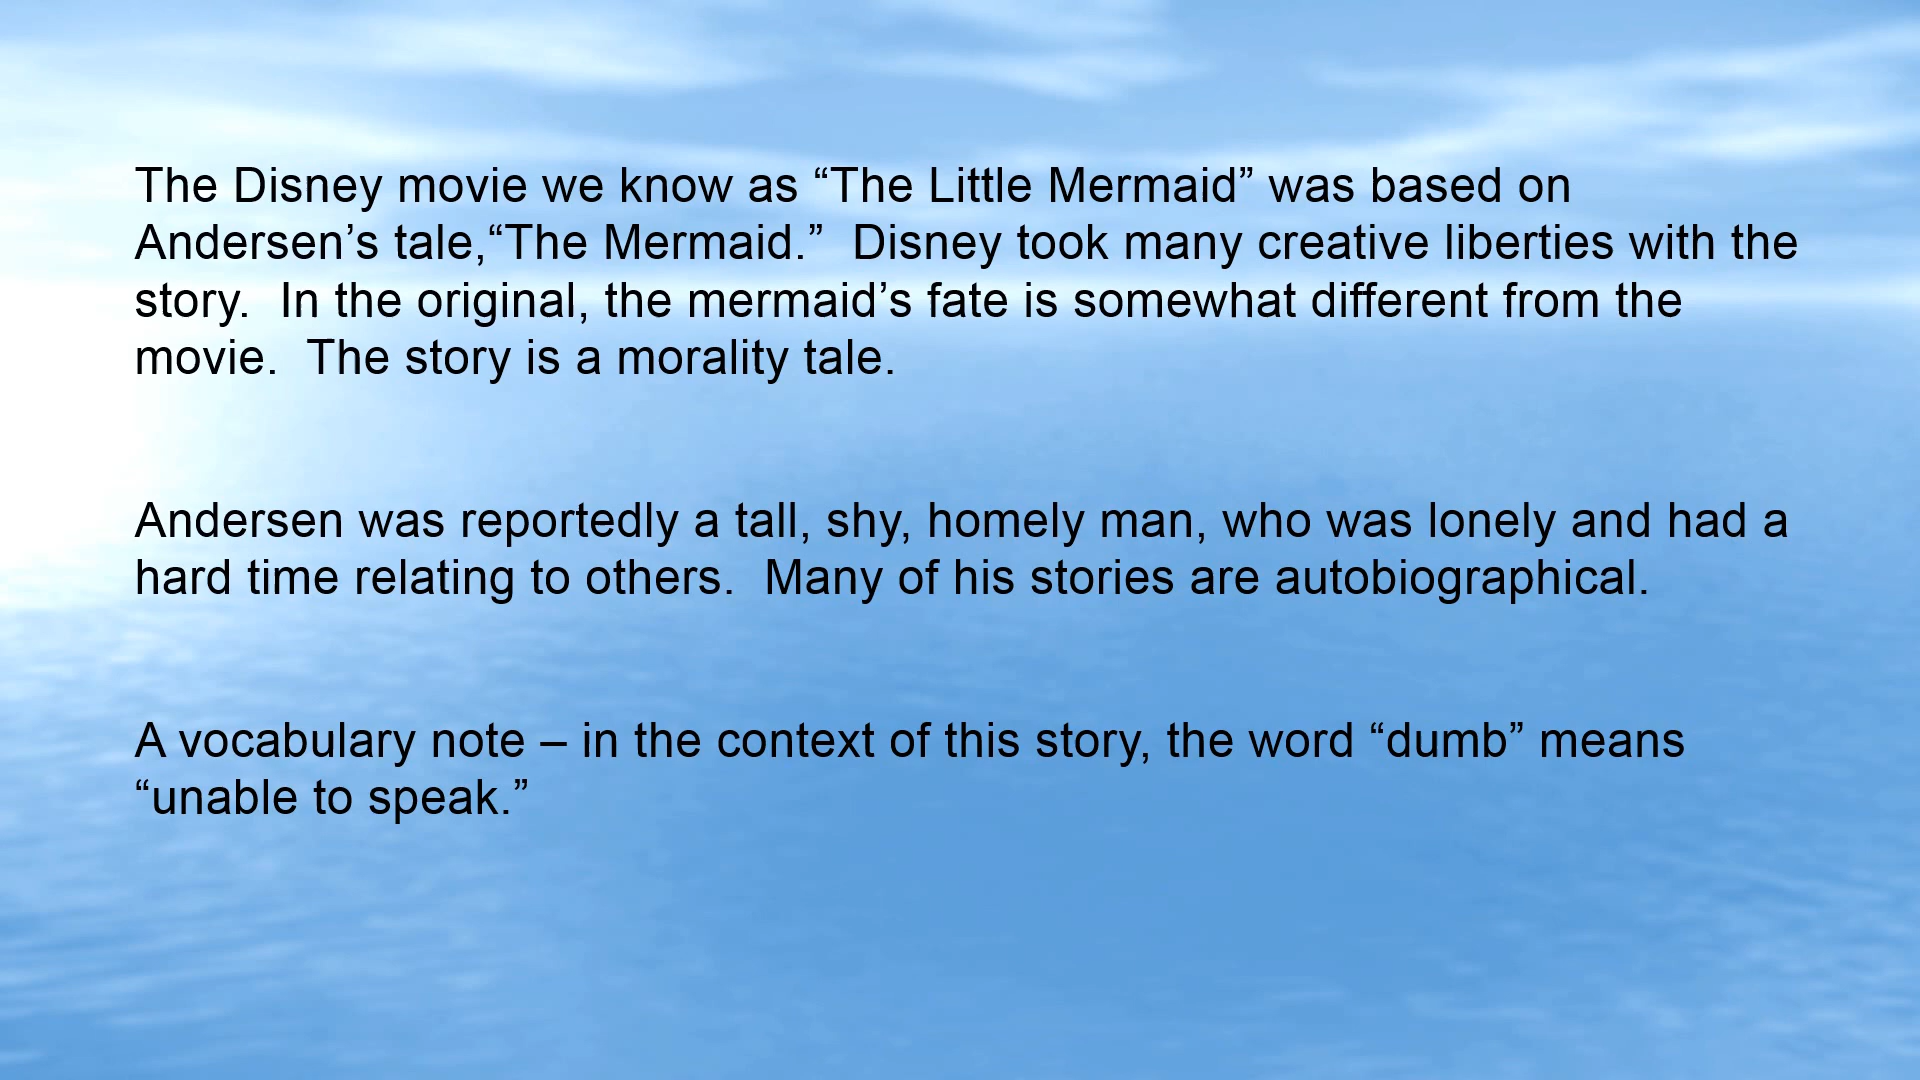 The Disney movie we know as “The Little Mermaid” was based on
Andersen’s tale,“The Mermaid.”  Disney took many creative liberties with the
story.  In the original, the mermaid’s fate is somewhat different from the
movie.  The story is a morality tale.
Andersen was reportedly a tall, shy, homely man, who was lonely and had a
hard time relating to others.  Many of his stories are autobiographical.
A vocabulary note – in the context of this story, the word “dumb” means
“unable to speak.”